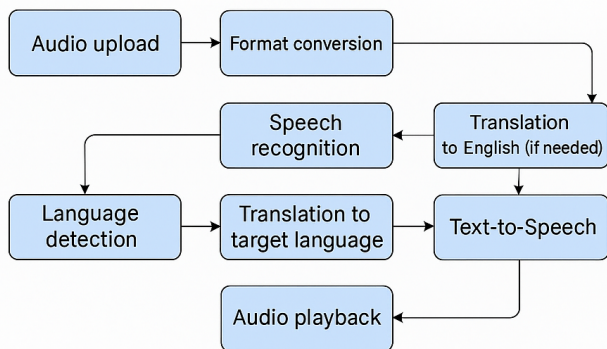 Audio upload
Format conversion
Speech
recognition
Translation
to English (if needed)
Language
detection
Translation to
target language
Text-to-Speech
Audio playback